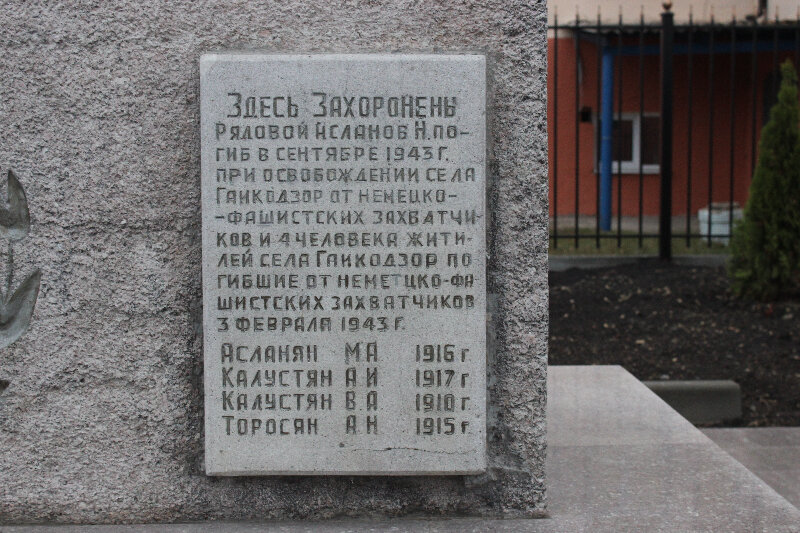 Здесь Захоронены
Рядовой Асланов Н. по-
гиб в сентябре 1943 г.
при освобождении села
Гайкодзор от немецко-
-фашистских захватчи-
ков и 4 человека жити-
лей села Гайкодзор по
гибшие от неметцко-фа
шистских захватчиков
3 февраля 1943 г.
Асланян М А 1916 г
Калустян А И 1917 г
Калустян В. А 1910 г.
Торосян А Н 1915 г